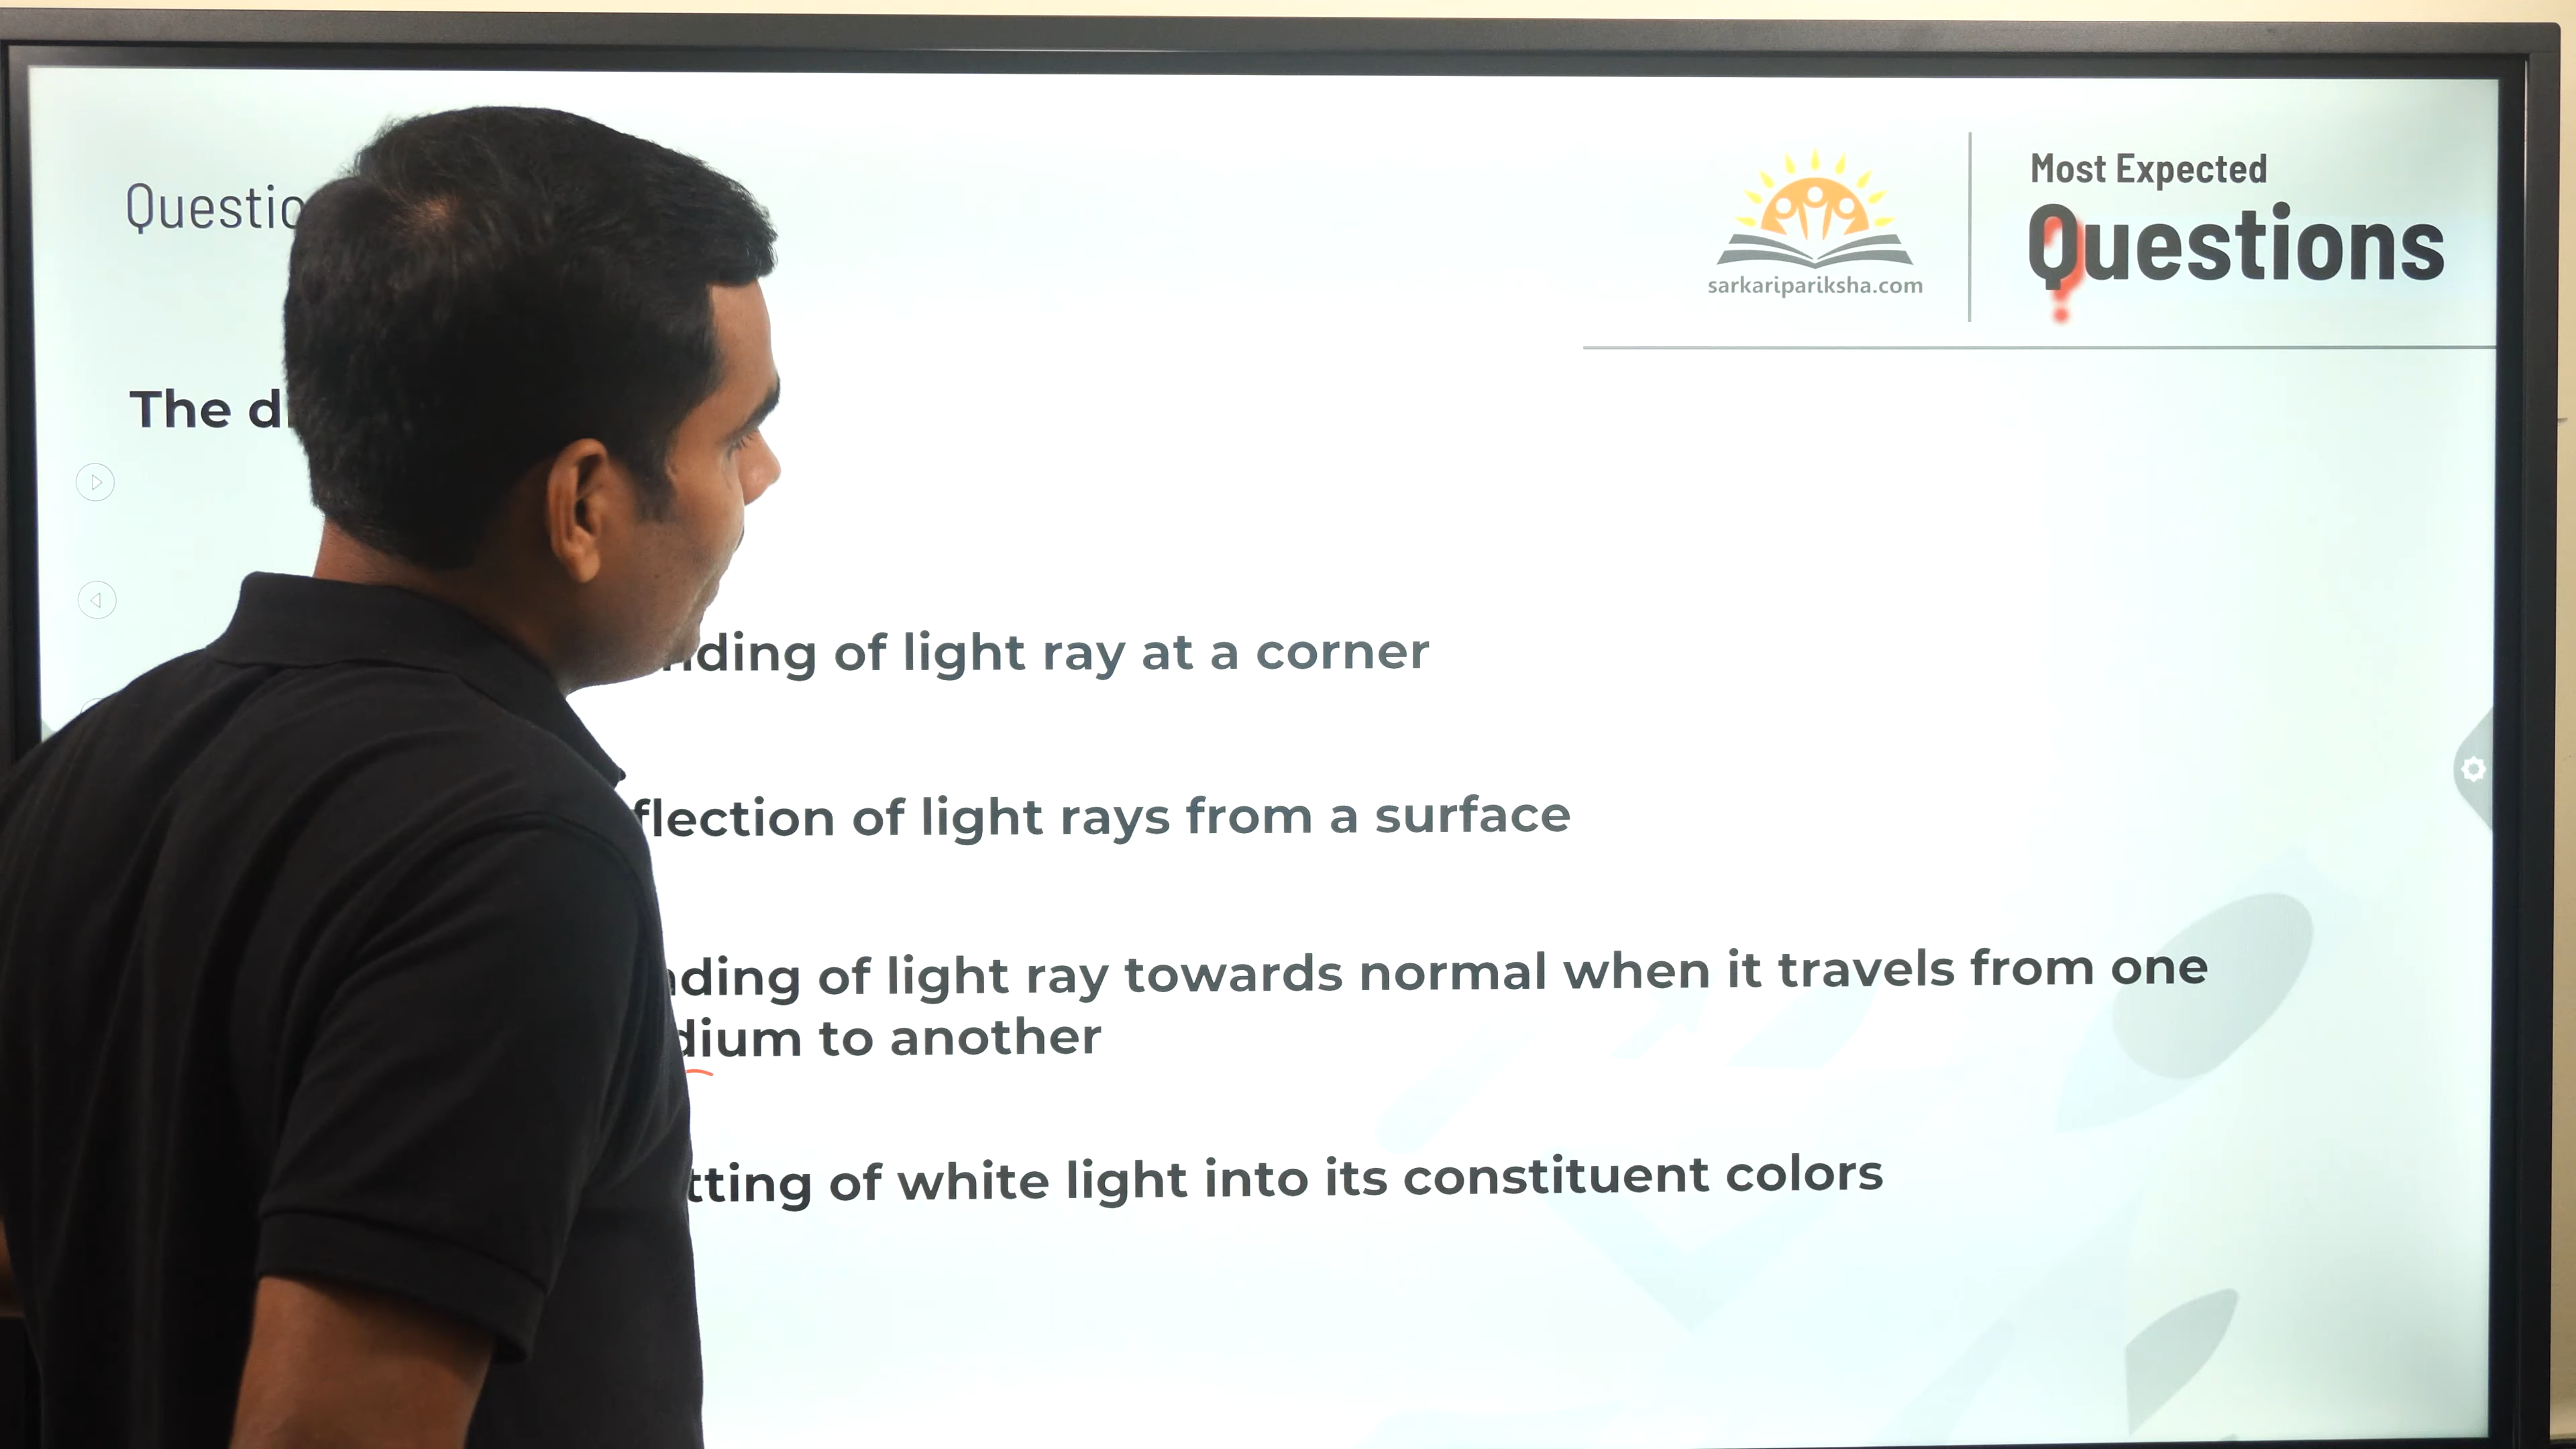 Questio
Most Expected
Questions
sarkaripariksha.com
The d
ding of light ray at a corner
flection of light rays from a surface
ding of light ray towards normal when it travels from one
dium to another
tting of white light into its constituent colors